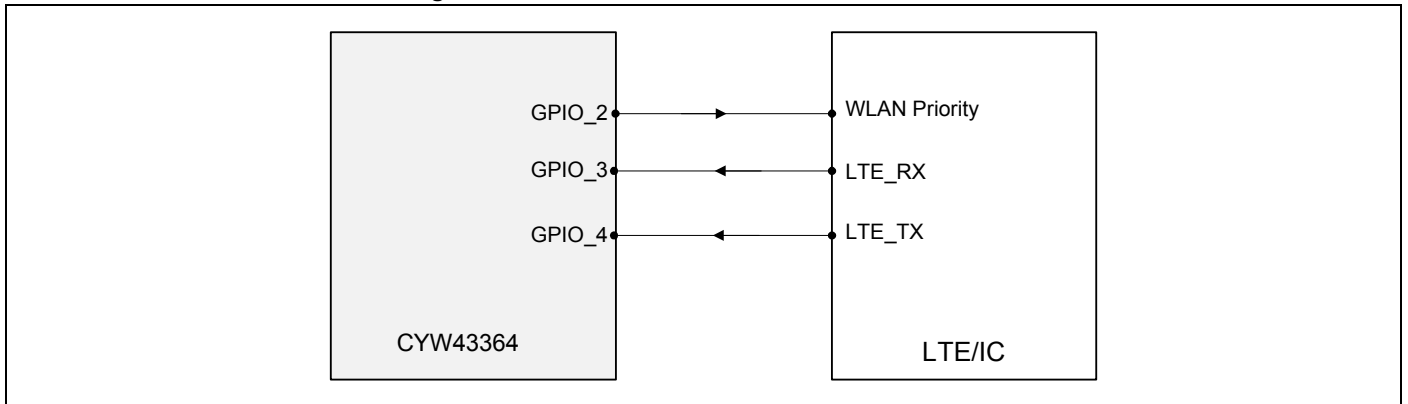 GPIO_2 WLAN Priority
GPIO_3 LTE_RX
GPIO_4 LTE_TX
CYW43364
LTE/IC